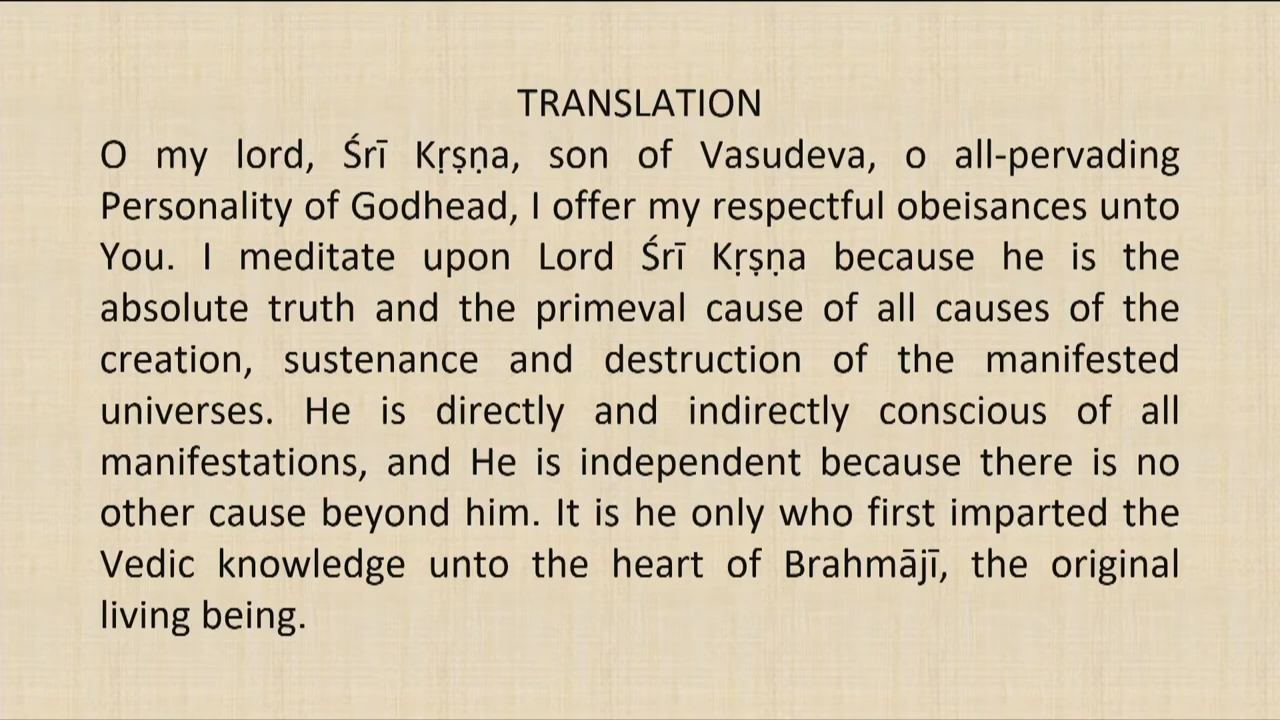 TRANSLATION
O my lord, Śrī Kṛṣṇa, son of Vasudeva, o all-pervading
Personality of Godhead, I offer my respectful obeisances unto
You. I meditate upon Lord Śrī Kṛṣṇa because he is the
absolute truth and the primeval cause of all causes of the
creation, sustenance and destruction of the manifested
universes. He is directly and indirectly conscious of all
manifestations, and He is independent because there is no
other cause beyond him. It is he only who first imparted the
Vedic knowledge unto the heart of Brahmājī, the original
living being.